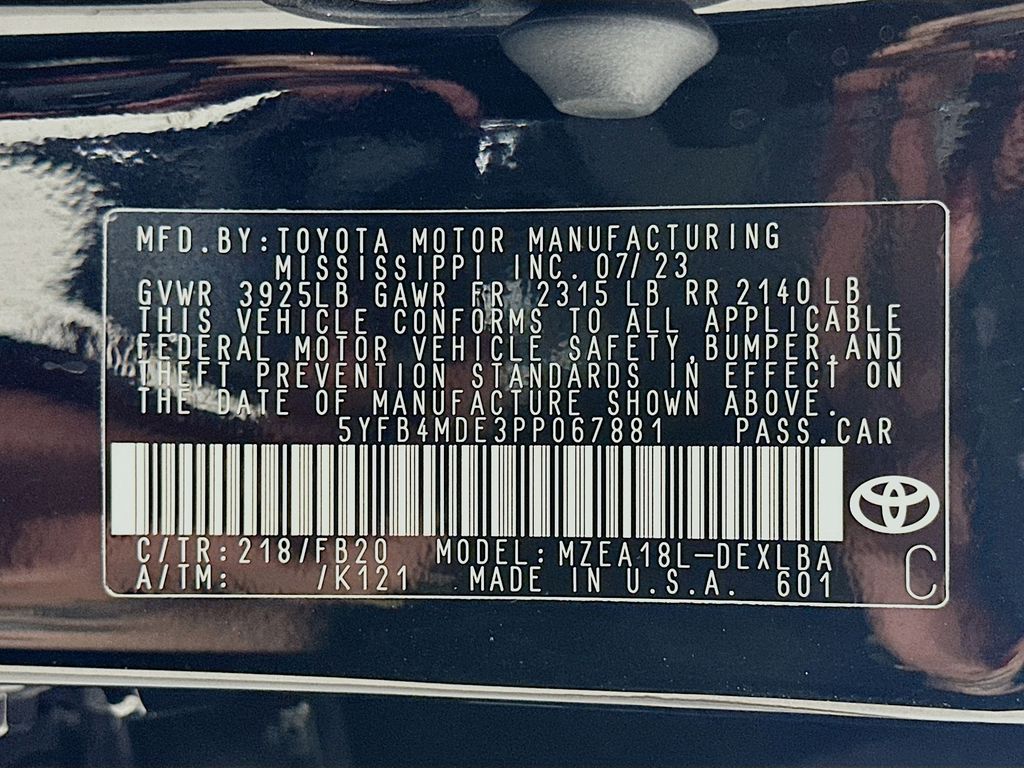 MFD.BY:TOYOTA MOTOR MANUFACTURING
MISSISSIPPI, INC. 07/23
GVWR 3925LB GAWR FR 2315 LB RR 2140 LB
THIS VEHICLE CONFORMS TO ALL APPLICABLE
FEDERAL MOTOR VEHICLE SAFETY,BUMPER,AND
THEFT PREVENTION STANDARDS IN EFFECT ON
THE DATE OF MANUFACTURE SHOWN ABOVE.
5YFB4MDE3PP067881 PASS.CAR
C/TR:218/FB20 MODEL:MZEA18L-DEXLBA
A/TM: /K121 MADE IN U.S.A. 601
C